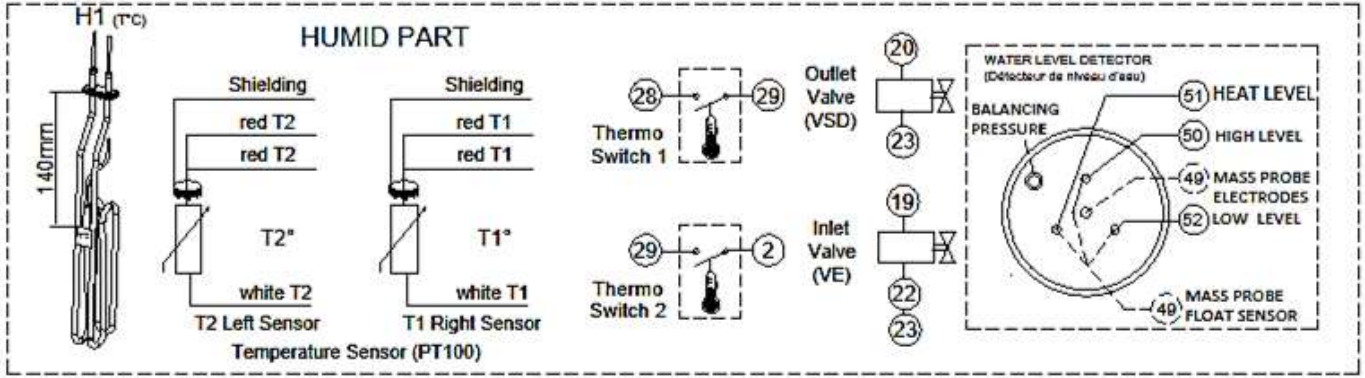 H1 (T°C)
HUMID PART
140mm
Shielding
red T2
red T2
T2°
white T2
T2 Left Sensor
Shielding
red T1
red T1
T1°
white T1
T1 Right Sensor
Temperature Sensor (PT100)
28
29
Thermo
Switch 1
29
2
Thermo
Switch 2
Outlet
Valve
(VSD)
20
23
Inlet
Valve
(VE)
19
22
23
WATER LEVEL DETECTOR
(Détecteur de niveau d'eau)
BALANCING
PRESSURE
51 HEAT LEVEL
50 HIGH LEVEL
49 MASS PROBE
ELECTRODES
52 LOW LEVEL
49 MASS PROBE
FLOAT SENSOR